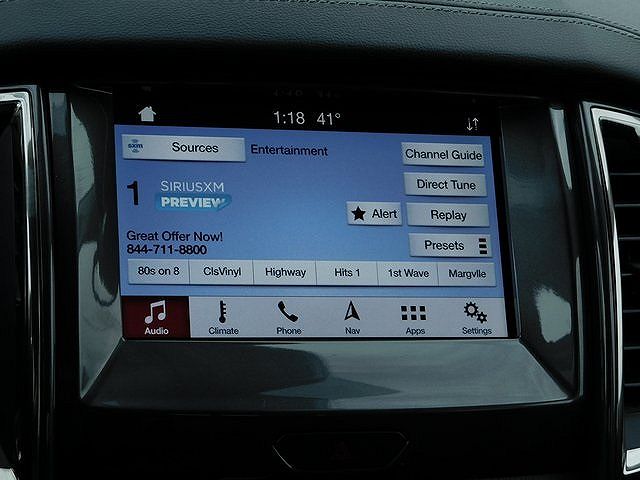 1:18 41°
sxm Sources Entertainment Channel Guide
Direct Tune
1 SIRIUSXM
PREVIEW
Alert Replay
Great Offer Now!
844-711-8800
Presets
80s on 8 ClsVinyl Highway Hits 1 1st Wave Margvlle
Audio Climate Phone Nav Apps Settings